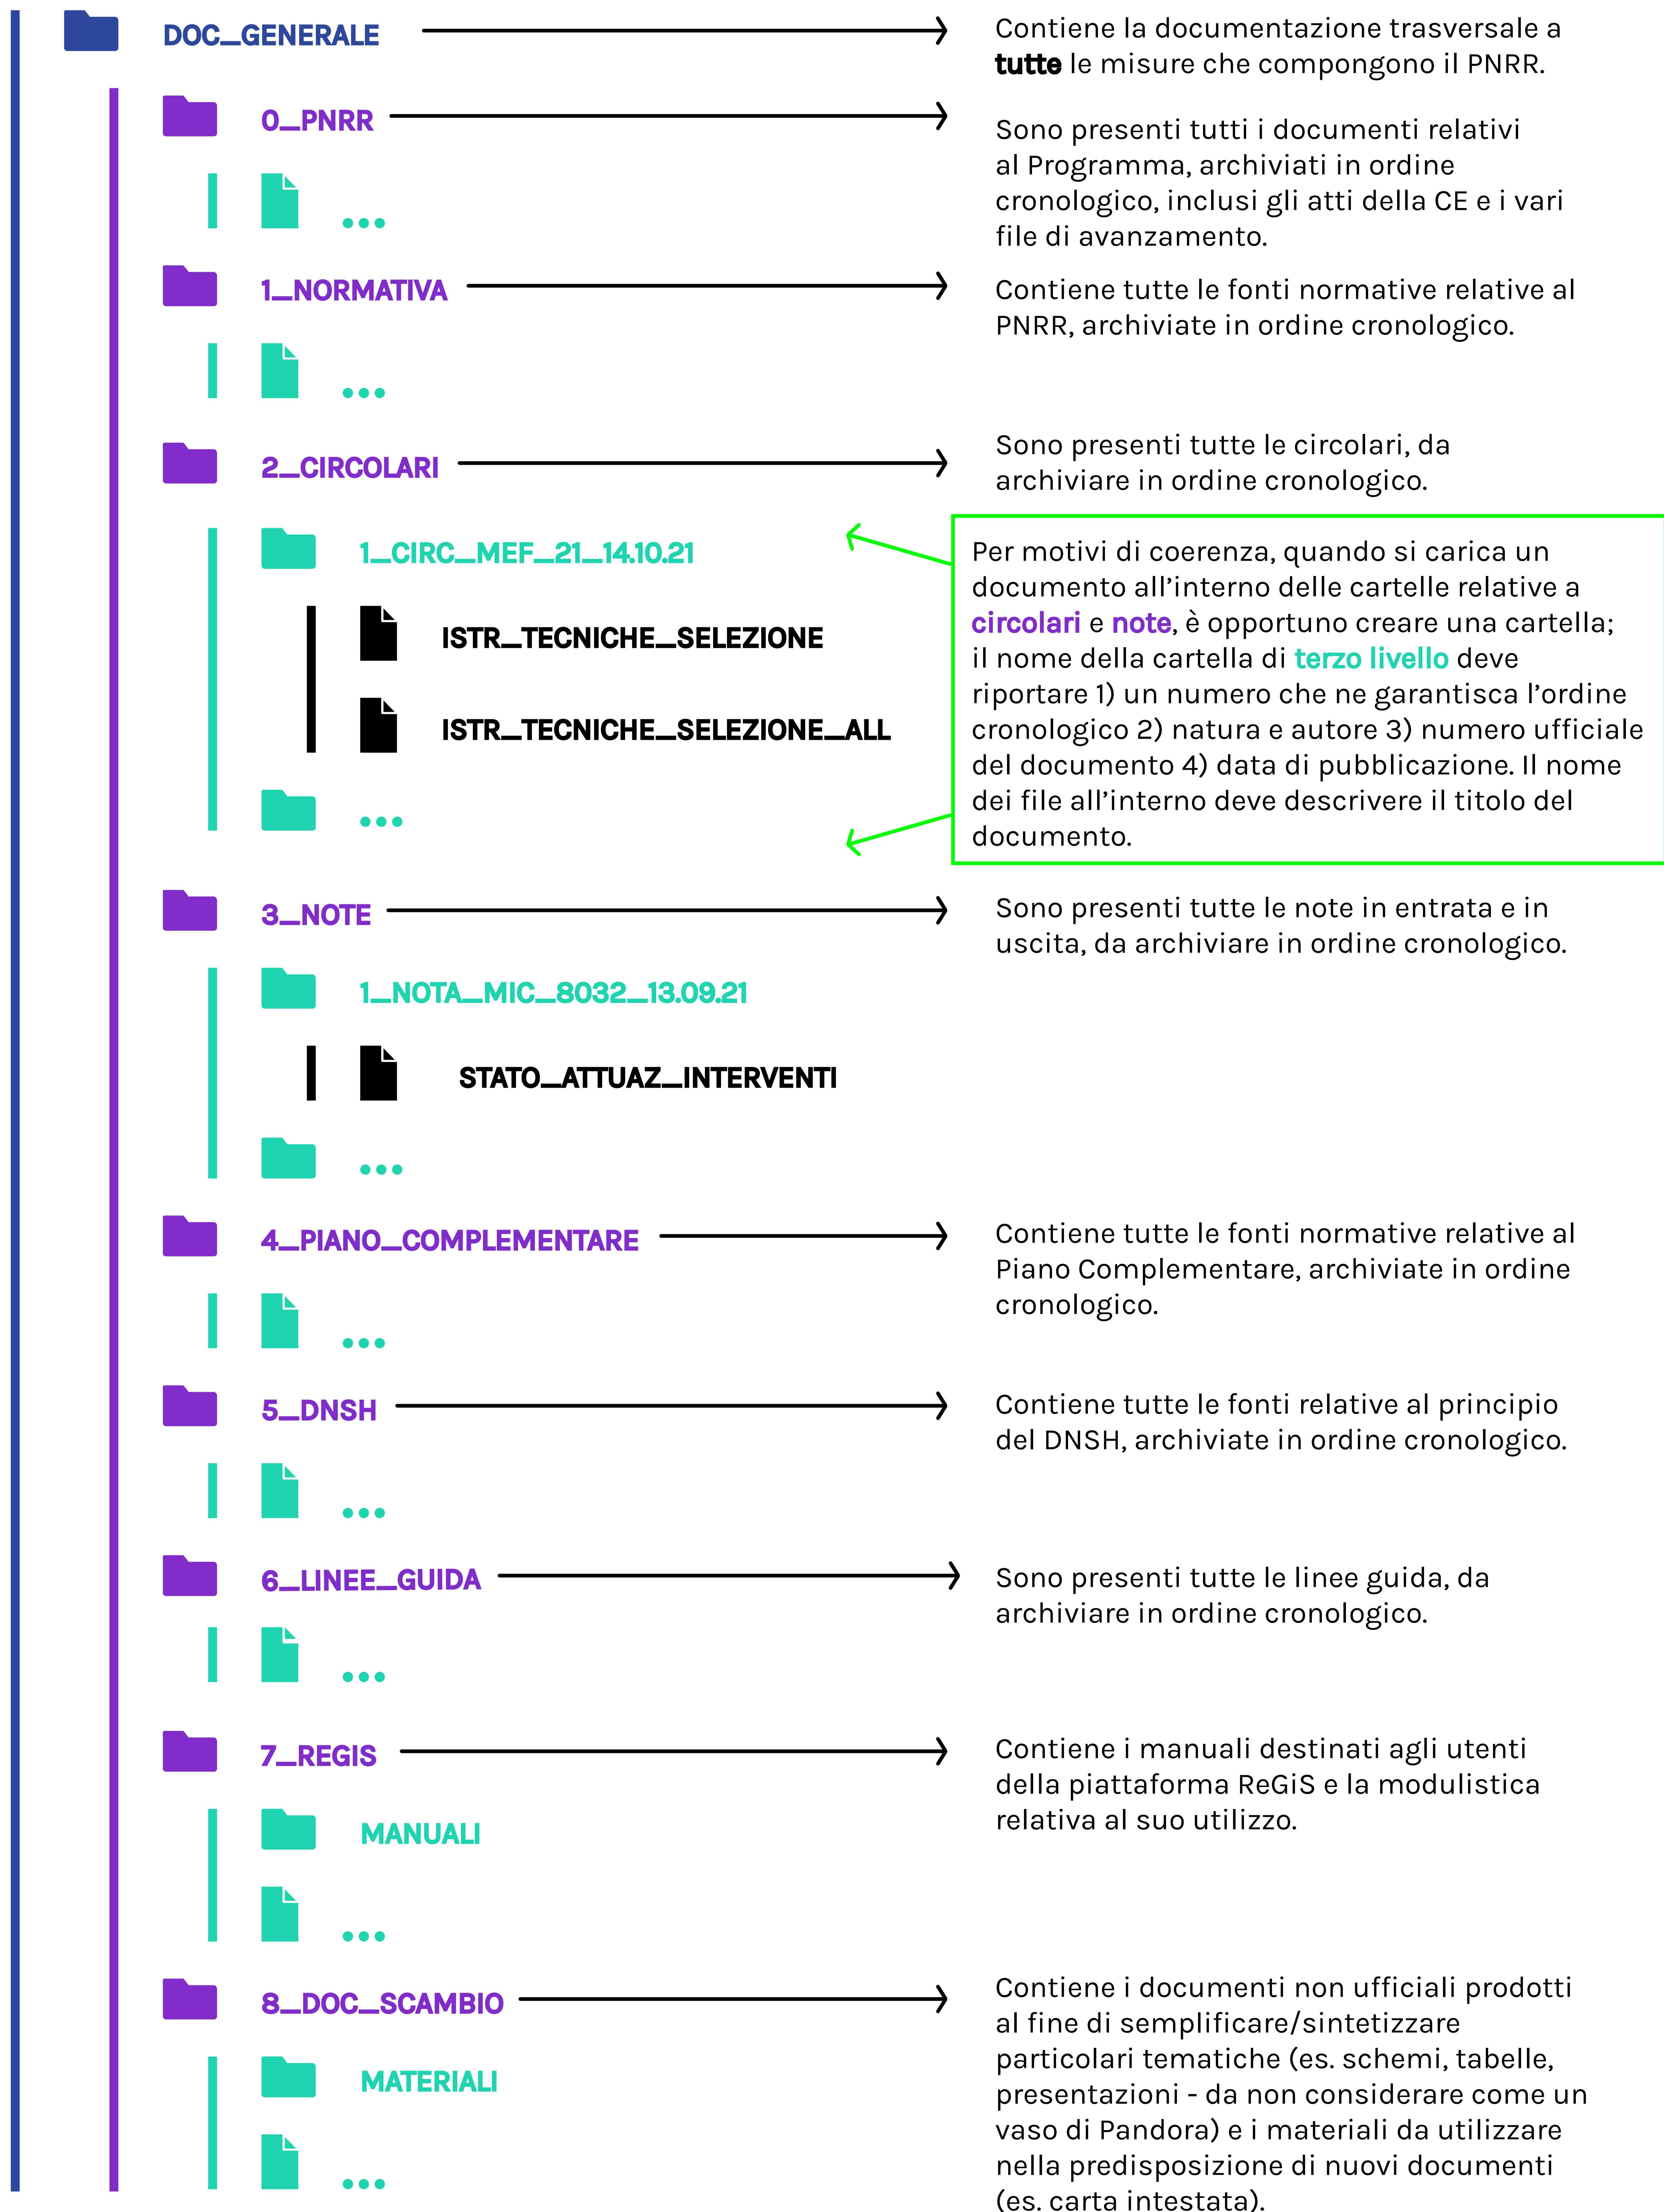 DOC_GENERALE
Contiene la documentazione trasversale a
tutte le misure che compongono il PNRR.
0_PNRR
Sono presenti tutti i documenti relativi
al Programma, archiviati in ordine
cronologico, inclusi gli atti della CE e i vari
file di avanzamento.
...
1_NORMATIVA
Contiene tutte le fonti normative relative al
PNRR, archiviate in ordine cronologico.
...
2_CIRCOLARI
Sono presenti tutte le circolari, da
archiviare in ordine cronologico.
1_CIRC_MEF_21_14.10.21
ISTR_TECNICHE_SELEZIONE
ISTR_TECNICHE_SELEZIONE_ALL
...
Per motivi di coerenza, quando si carica un
documento all'interno delle cartelle relative a
circolari e note, è opportuno creare una cartella;
il nome della cartella di terzo livello deve
riportare 1) un numero che ne garantisca l'ordine
cronologico 2) natura e autore 3) numero ufficiale
del documento 4) data di pubblicazione. Il nome
dei file all'interno deve descrivere il titolo del
documento.
3_NOTE
Sono presenti tutte le note in entrata e in
uscita, da archiviare in ordine cronologico.
1_NOTA_MIC_8032_13.09.21
STATO_ATTUAZ_INTERVENTI
...
4_PIANO_COMPLEMENTARE
Contiene tutte le fonti normative relative al
Piano Complementare, archiviate in ordine
cronologico.
...
5_DNSH
Contiene tutte le fonti relative al principio
del DNSH, archiviate in ordine cronologico.
...
6_LINEE_GUIDA
Sono presenti tutte le linee guida, da
archiviare in ordine cronologico.
...
7_REGIS
Contiene i manuali destinati agli utenti
della piattaforma ReGiS e la modulistica
relativa al suo utilizzo.
MANUALI
...
8_DOC_SCAMBIO
Contiene i documenti non ufficiali prodotti
al fine di semplificare/sintetizzare
particolari tematiche (es. schemi, tabelle,
presentazioni - da non considerare come un
vaso di Pandora) e i materiali da utilizzare
nella predisposizione di nuovi documenti
(es. carta intestata).
MATERIALI
...